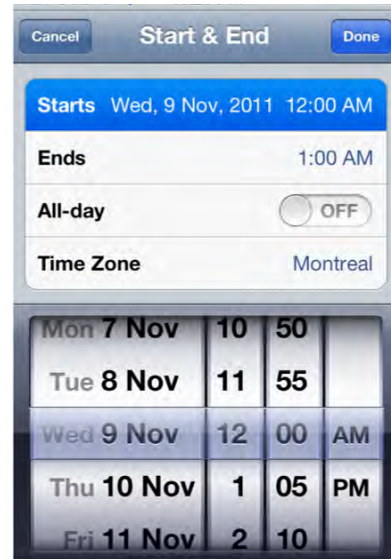 Cancel Start & End Done
Starts Wed, 9 Nov, 2011 12:00 AM
Ends 1:00 AM
All-day OFF
Time Zone Montreal
Mon 7 Nov 10 50
Tue 8 Nov 11 55
Wed 9 Nov 12 00 AM
Thu 10 Nov 1 05 PM
Fri 11 Nov 2 10